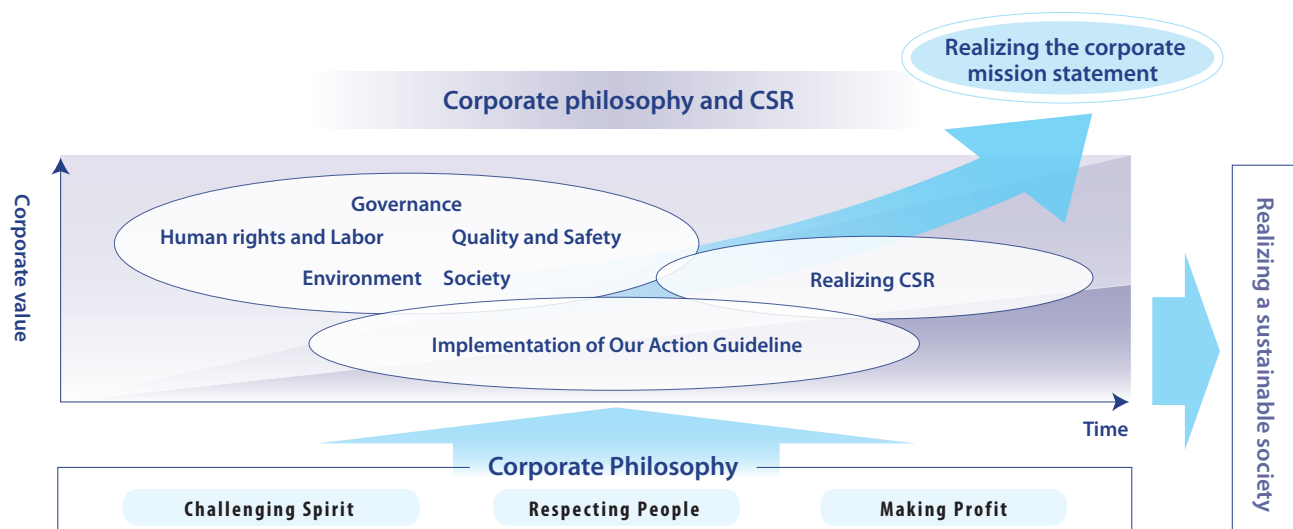 Realizing the corporate
mission statement
Corporate philosophy and CSR
Corporate value
Governance
Human rights and Labor
Quality and Safety
Environment
Society
Realizing CSR
Implementation of Our Action Guideline
Time
Realizing a sustainable society
Corporate Philosophy
Challenging Spirit
Respecting People
Making Profit